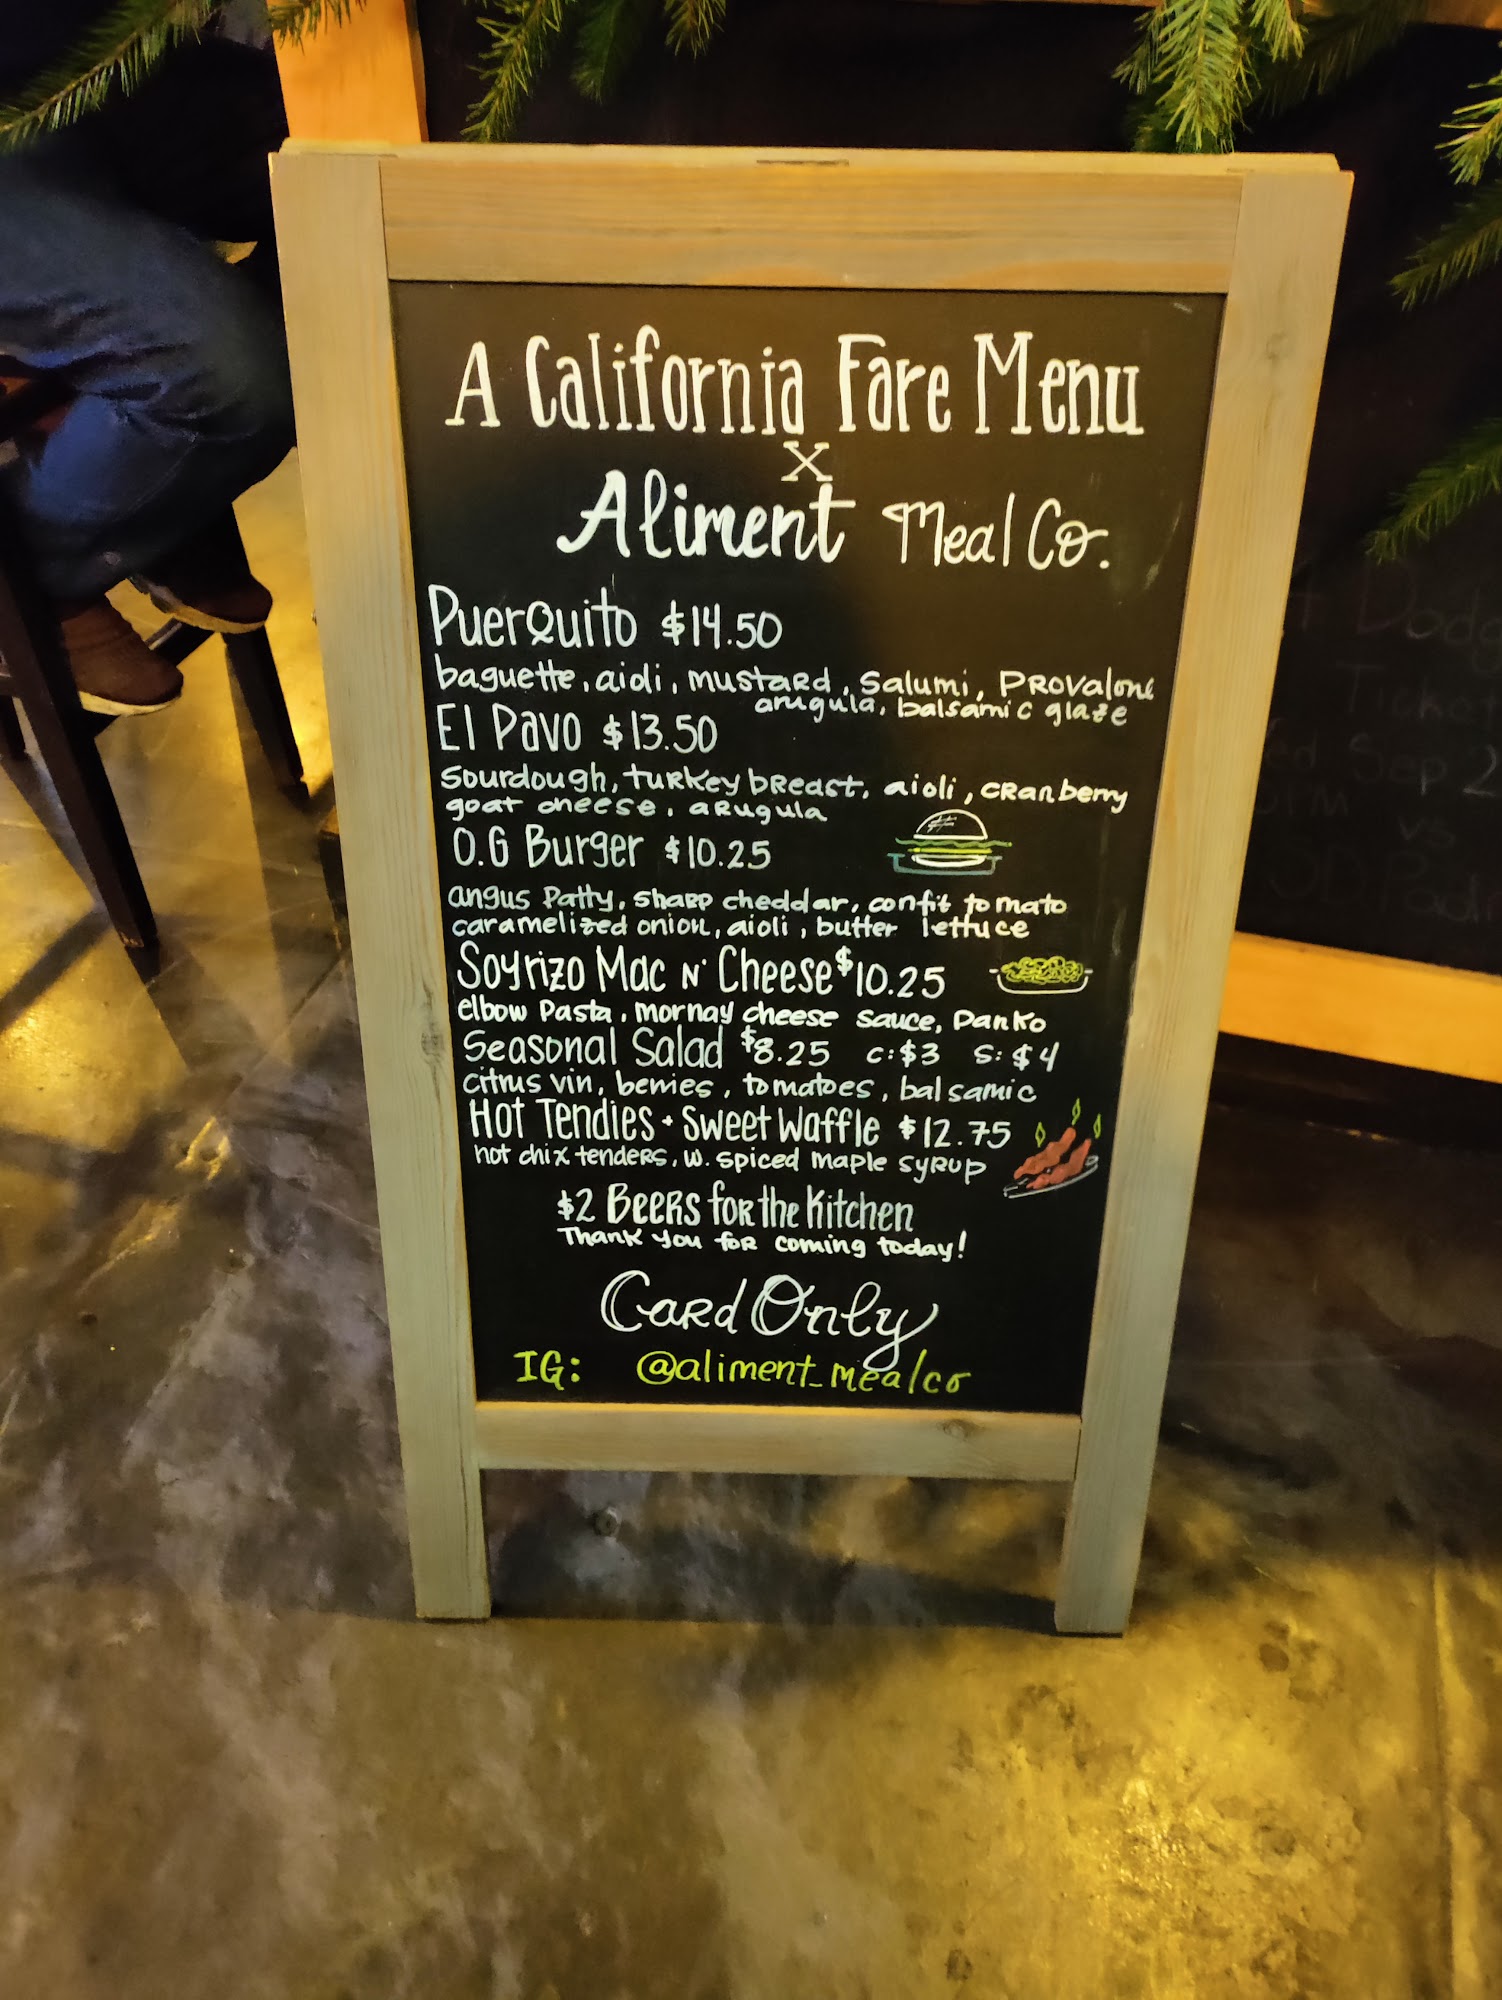 A California Fare Menu
X
Aliment Meal Co.
PuerQuito $14.50
baguette, aioli, mustard, salumi, Provalone
arugula, balsamic glaze
El Pavo $13.50
sourdough, turkey breast, aioli, cranberry
goat cheese, arugula
O.G Burger $10.25
angus Patty, sharp cheddar, confit tomato
caramelized onion, aioli, butter lettuce
Soyrizo Mac N' Cheese $10.25
elbow Pasta, mornay cheese sauce, Panko
Seasonal Salad $8.25 C:$3 S:$4
citrus vin, berries, tomatoes, balsamic
Hot Tendies + Sweet Waffle $12.75
hot chix tenders, w. spiced maple syrup
$2 Beers for the Kitchen
Thank you for coming today!
Card Only
IG: @aliment_mealco
Sep 2
vs